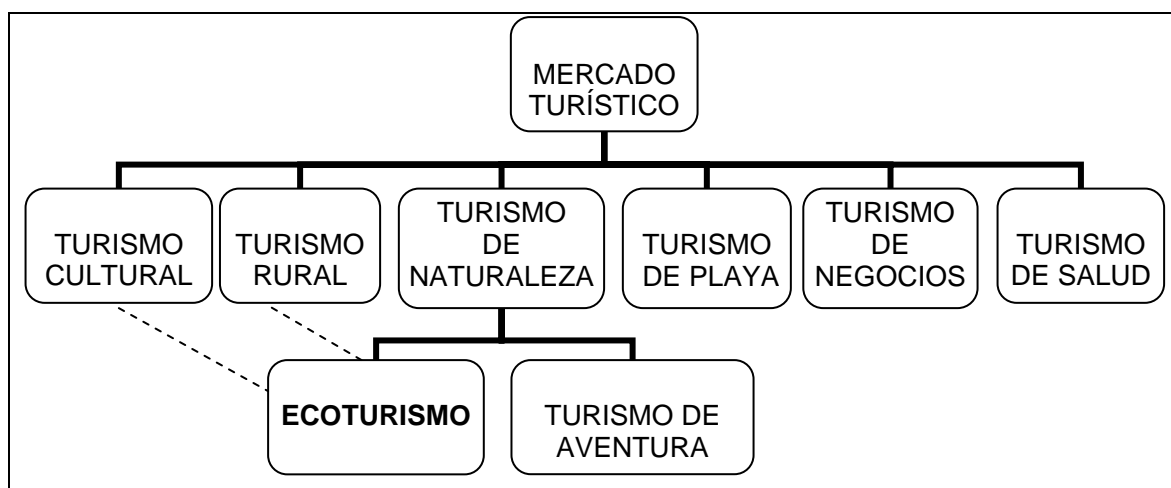 MERCADO
TURÍSTICO
TURISMO
CULTURAL
TURISMO
RURAL
TURISMO
DE
NATURALEZA
TURISMO
DE PLAYA
TURISMO
DE
NEGOCIOS
TURISMO
DE SALUD
ECOTURISMO
TURISMO DE
AVENTURA